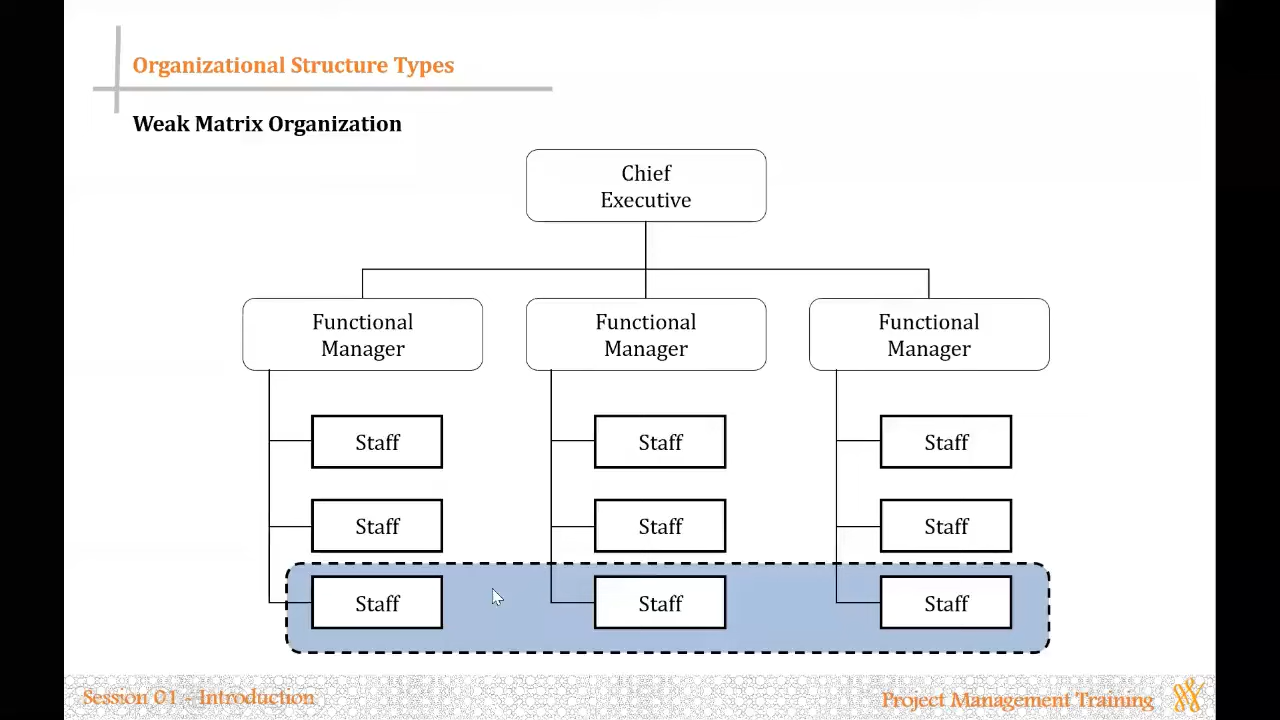 Organizational Structure Types
Weak Matrix Organization
Chief
Executive
Functional
Manager
Functional
Manager
Functional
Manager
Staff
Staff
Staff
Staff
Staff
Staff
Staff
Staff
Staff
Session 01 - Introduction
Project Management Training